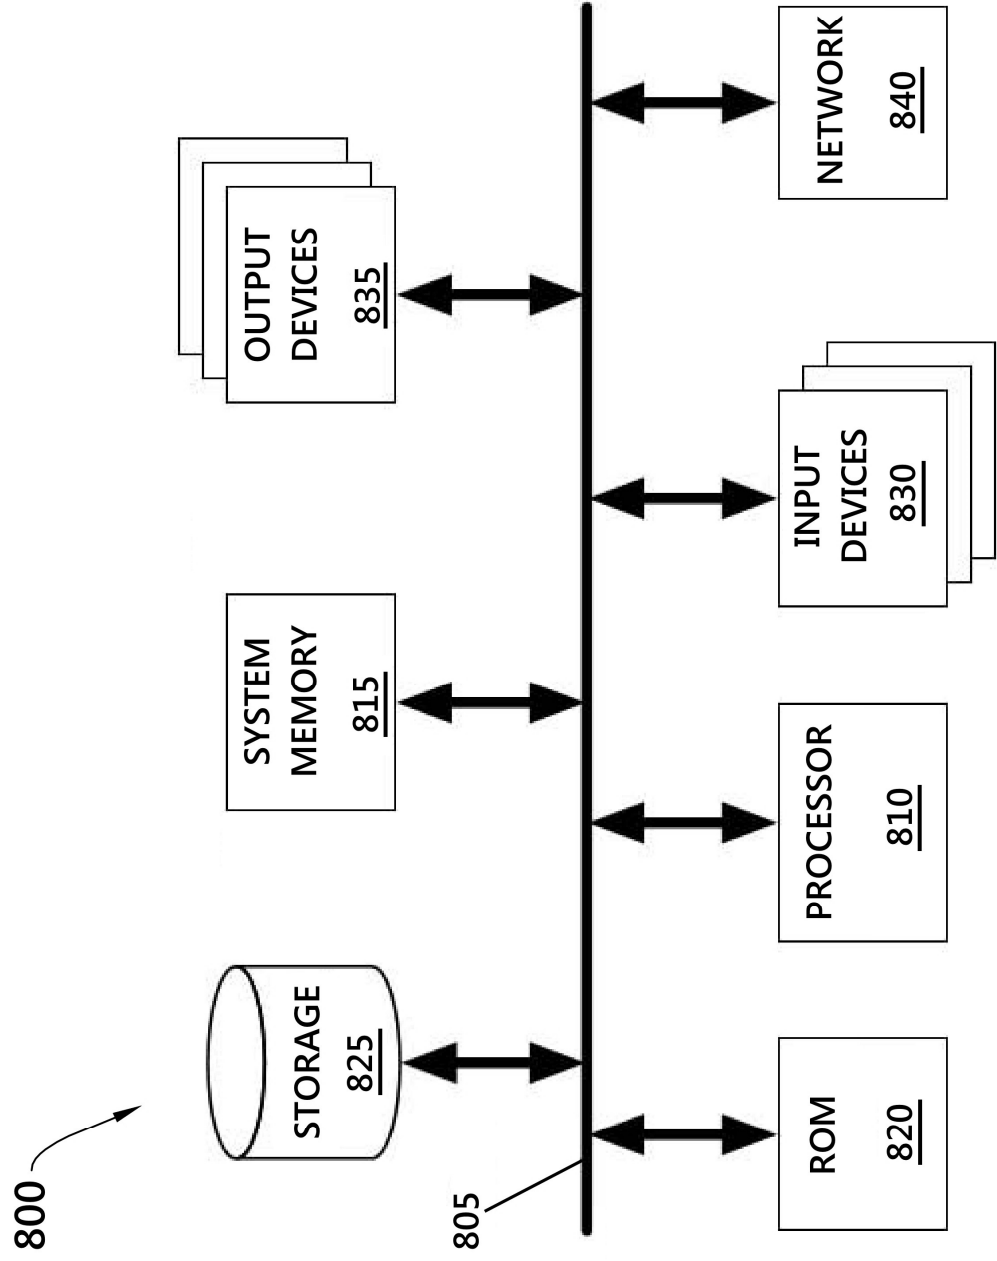 800
STORAGE
825
SYSTEM
MEMORY
815
OUTPUT
DEVICES
835
805
ROM
820
PROCESSOR
810
INPUT
DEVICES
830
NETWORK
840